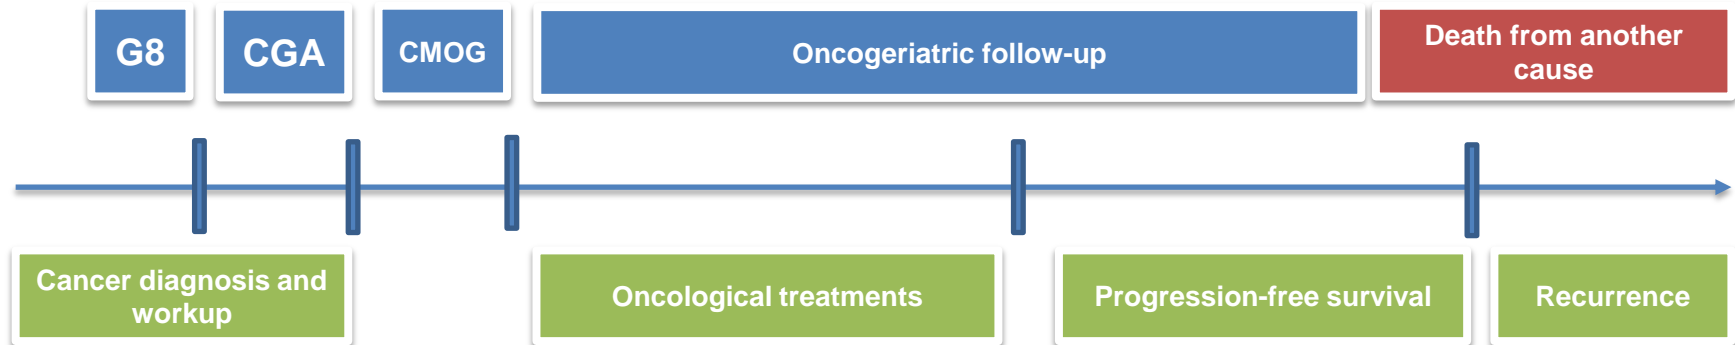 G8
CGA
CMOG
Oncogeriatric follow-up
Death from another
cause
Cancer diagnosis and
workup
Oncological treatments
Progression-free survival
Recurrence